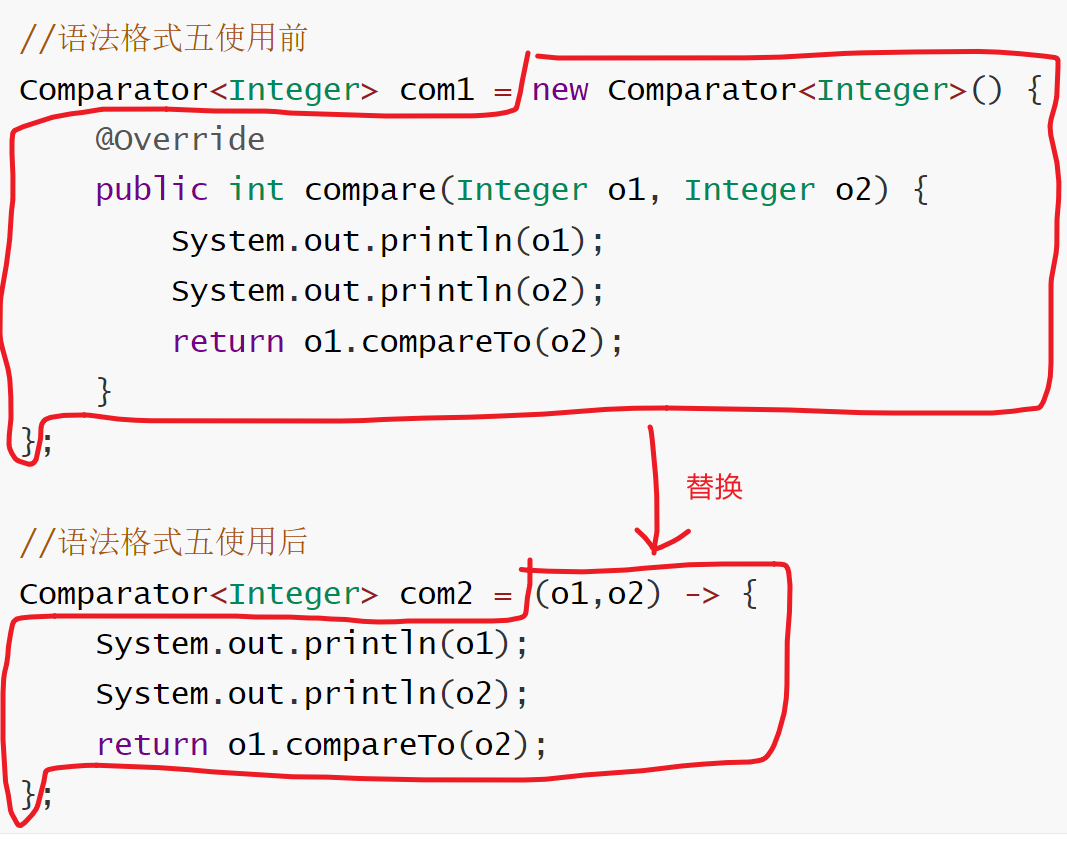 //语法格式五使用前
Comparator<Integer> com1 = new Comparator<Integer>() {
@Override
public int compare(Integer o1, Integer o2) {
System.out.println(o1);
System.out.println(o2);
return o1.compareTo(o2);
}
};
替换
//语法格式五使用后
Comparator<Integer> com2 = (o1,o2) -> {
System.out.println(o1);
System.out.println(o2);
return o1.compareTo(o2);
};